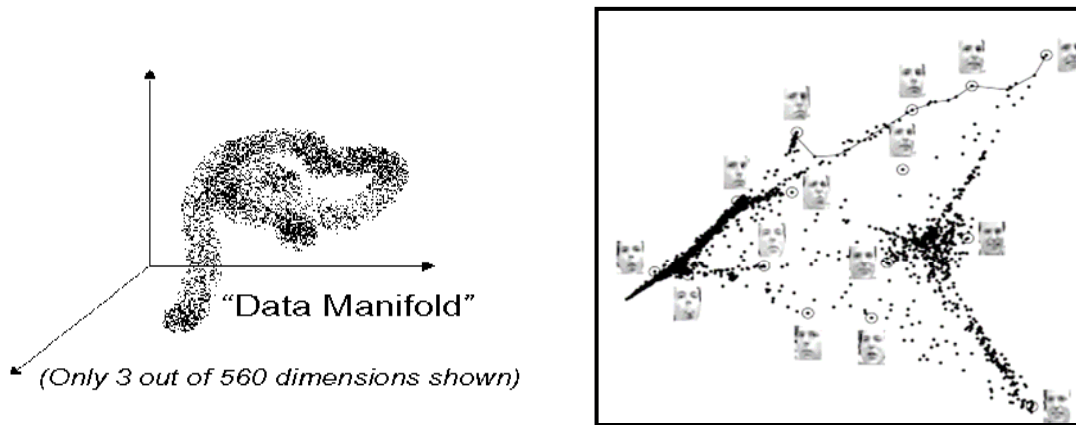 “Data Manifold”
(Only 3 out of 560 dimensions shown)